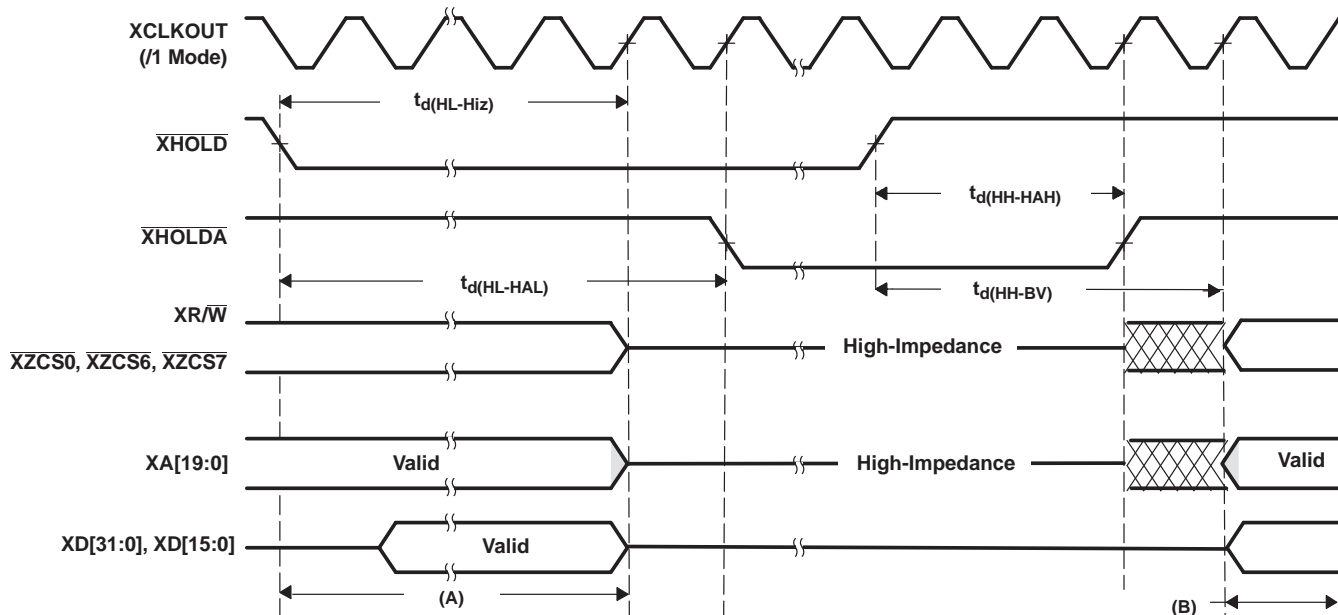 XCLKOUT
(/1 Mode)
td(HL-Hiz)
XHOLD
td(HH-HAH)
XHOLDA
td(HL-HAL)
td(HH-BV)
XR/W
High-Impedance
XZCS0, XZCS6, XZCS7
XA[19:0]
Valid
High-Impedance
Valid
XD[31:0], XD[15:0]
Valid
(A)
(B)